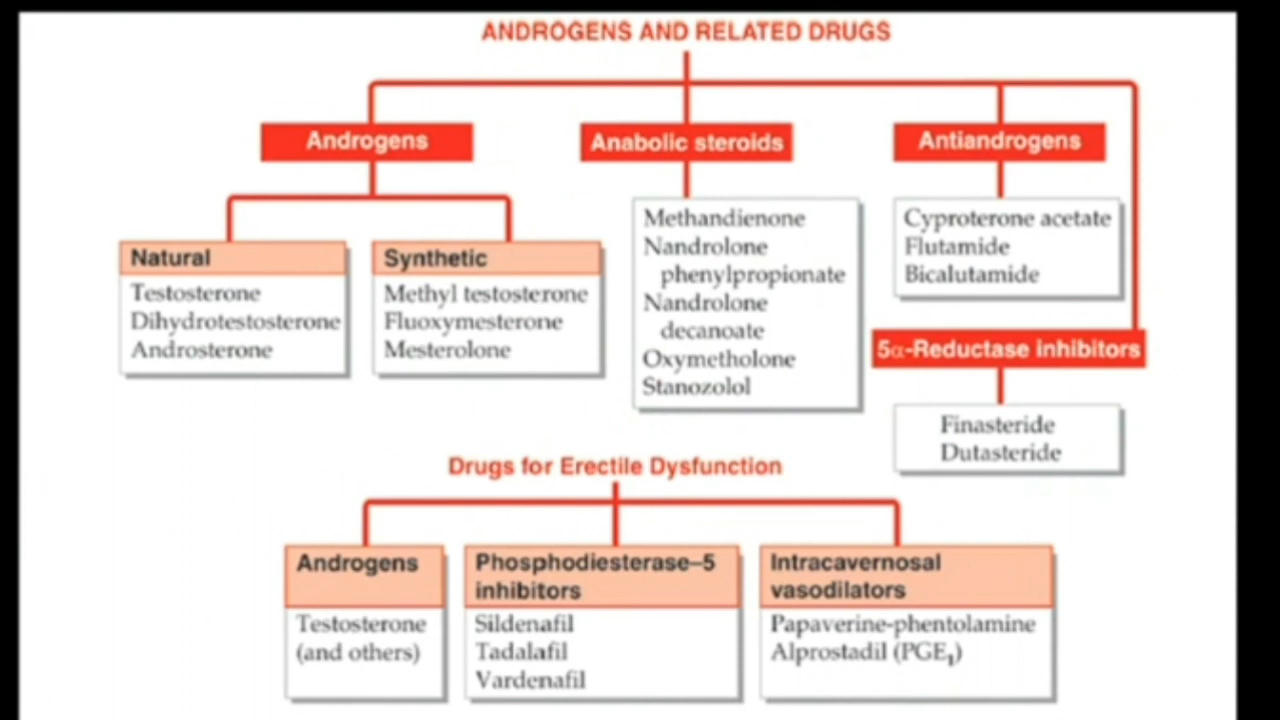 ANDROGENS AND RELATED DRUGS
Androgens
Anabolic steroids
Antiandrogens
Natural
Testosterone
Dihydrotestosterone
Androsterone
Synthetic
Methyl testosterone
Fluoxymesterone
Mesterolone
Methandienone
Nandrolone
phenylpropionate
Nandrolone
decanoate
Oxymetholone
Stanozolol
Cyproterone acetate
Flutamide
Bicalutamide
5α-Reductase inhibitors
Finasteride
Dutasteride
Drugs for Erectile Dysfunction
Androgens
Testosterone
(and others)
Phosphodiesterase–5
inhibitors
Sildenafil
Tadalafil
Vardenafil
Intracavernosal
vasodilators
Papaverine-phentolamine
Alprostadil (PGE₁)